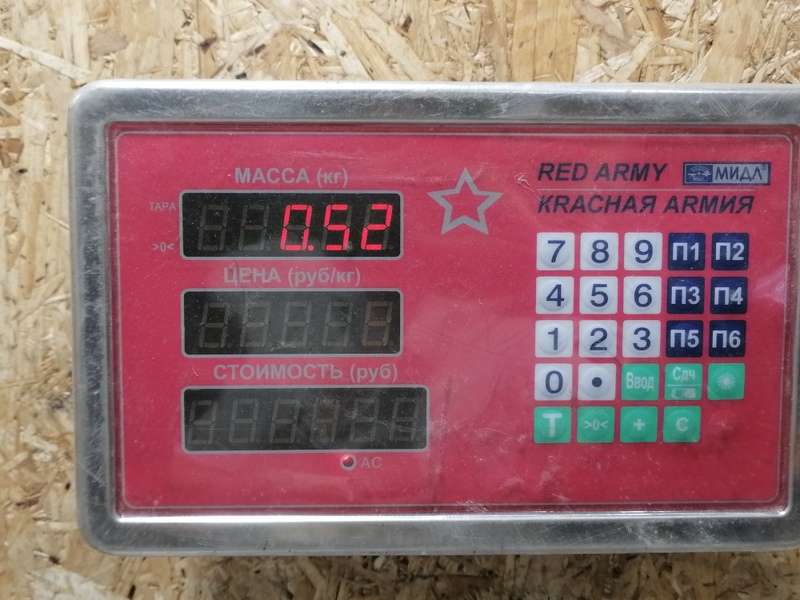 МАССА (кг)
RED ARMY МИДЛ
KRАСНАЯ АRМИЯ
ТАРА
0.52
>0<
ЦЕНА (руб/кг)
СТОИМОСТЬ (руб)
АС
7 8 9 П1 П2
4 5 6 П3 П4
1 2 3 П5 П6
0 • Ввод Сдч
Т >0< + С